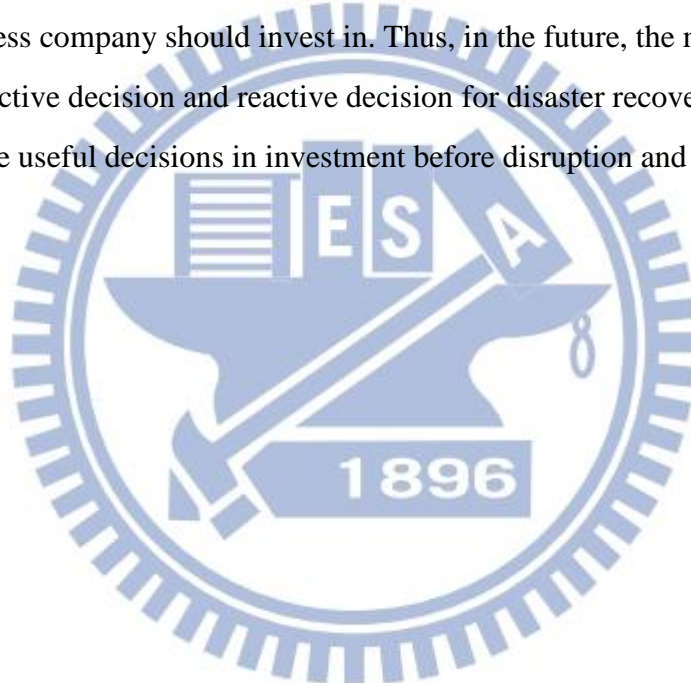 ess company should invest in. Thus, in the future, the
ctive decision and reactive decision for disaster recove
e useful decisions in investment before disruption and
E S A
1896